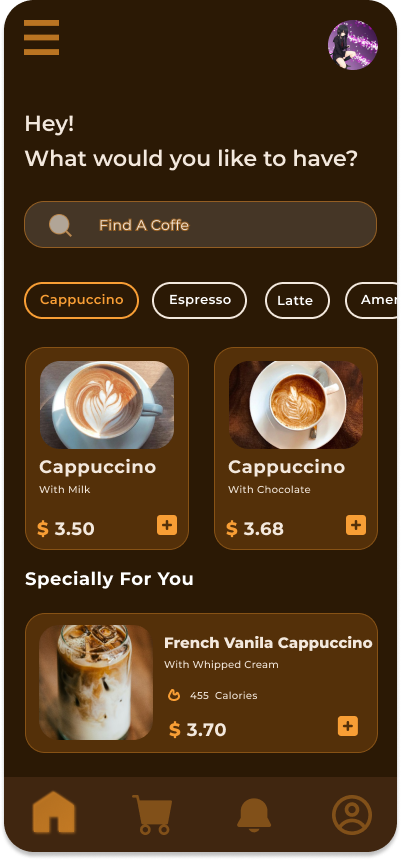 Hey!
What would you like to have?
Find A Coffe
Cappuccino Espresso Latte Amer
Cappuccino
With Milk
$ 3.50
Cappuccino
With Chocolate
$ 3.68
Specially For You
French Vanila Cappuccino
With Whipped Cream
455 Calories
$ 3.70